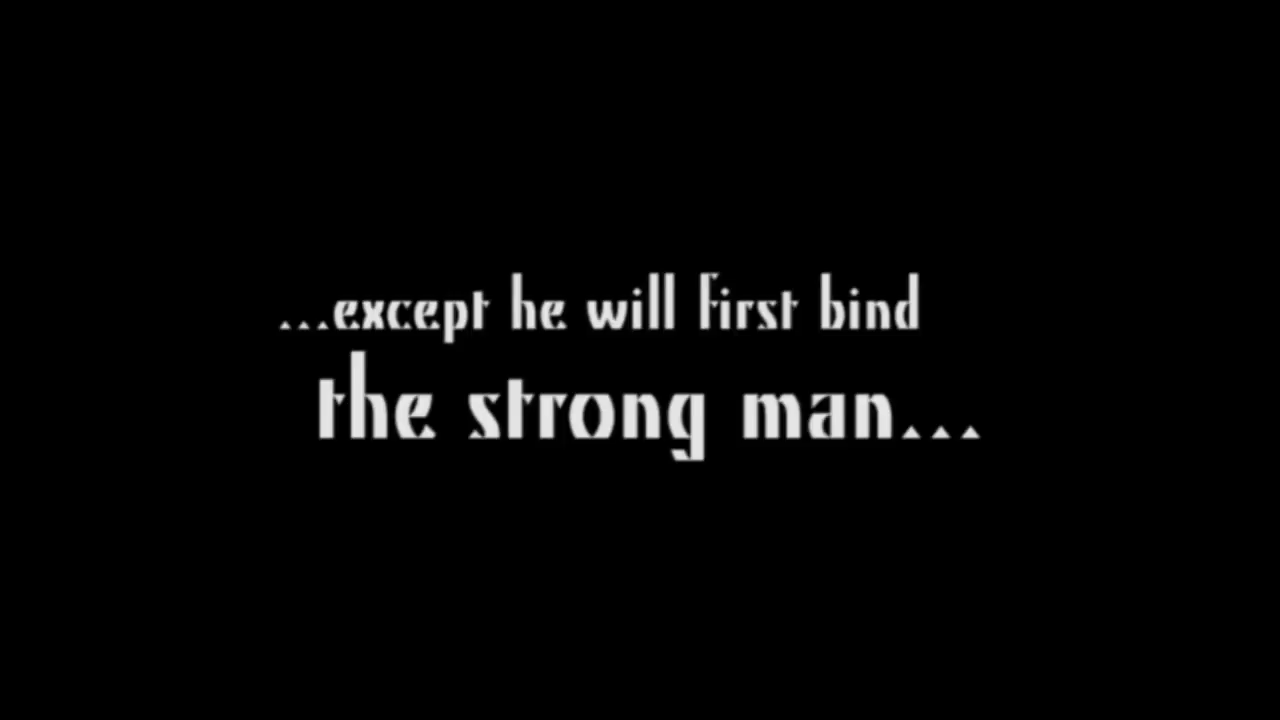 ...except he will first bind
the strong man...